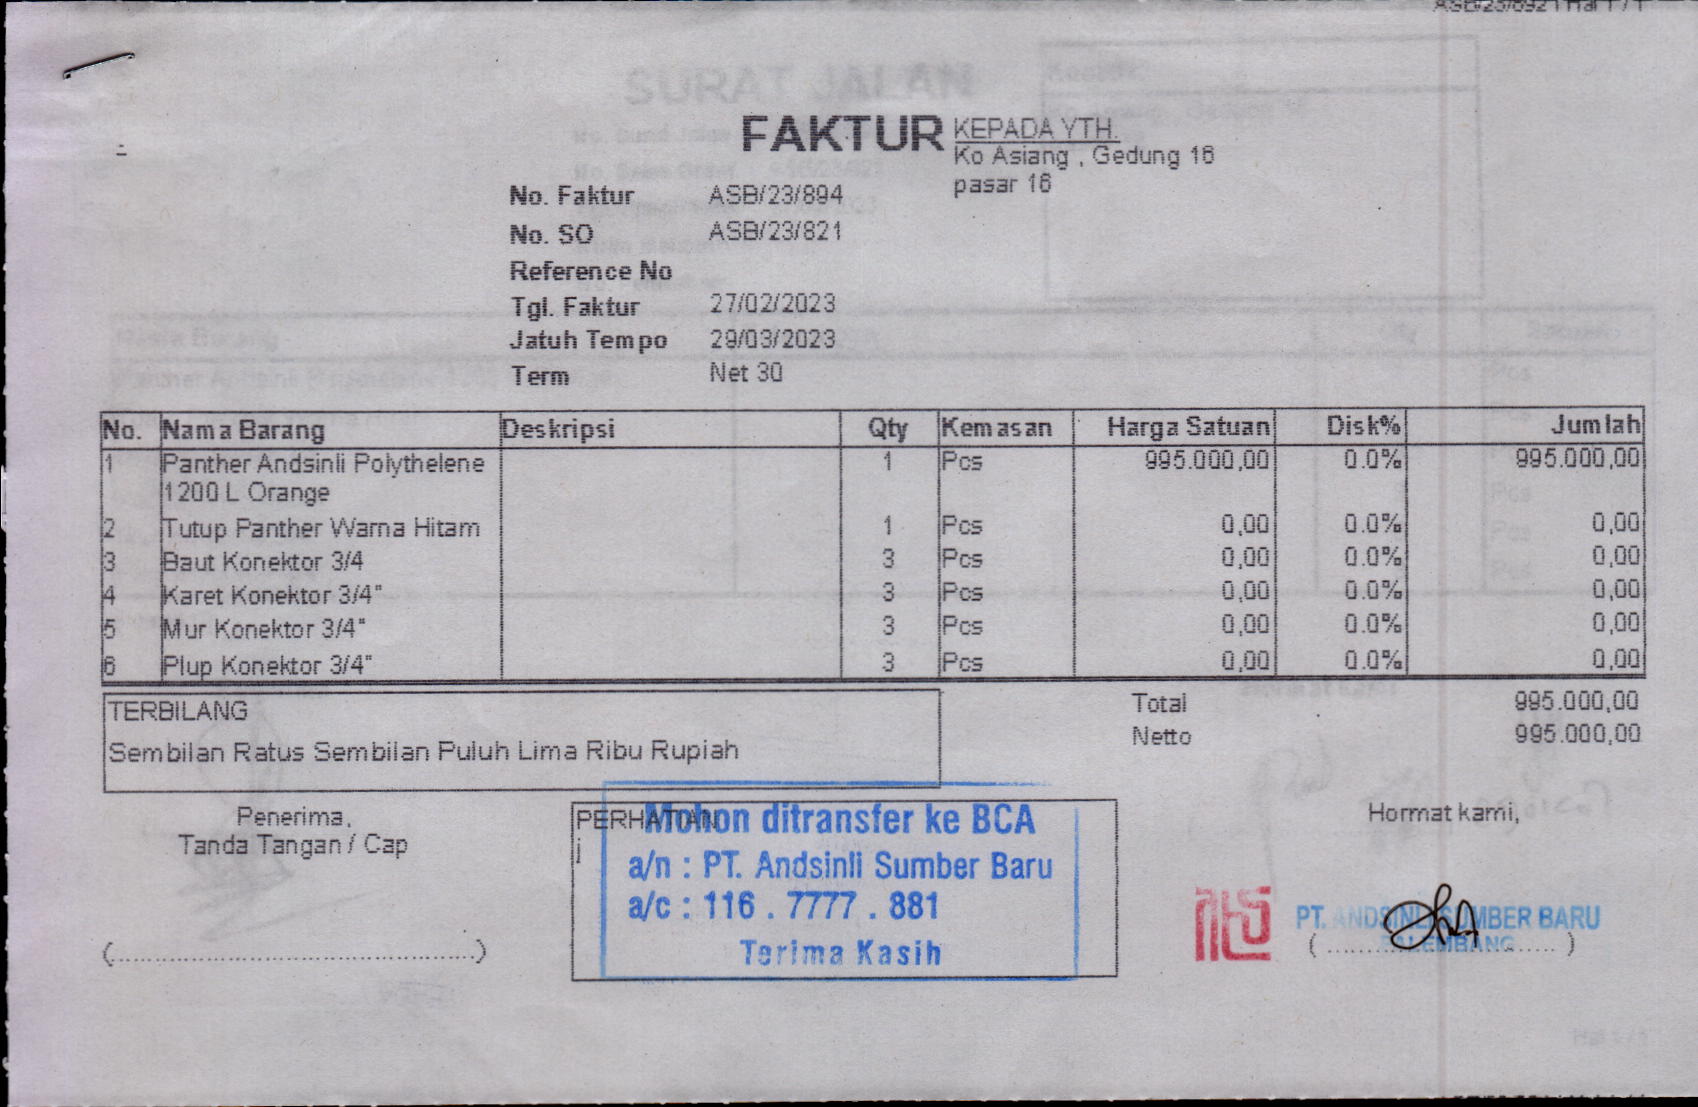 FAKTUR
KEPADA YTH.
Ko Asiang , Gedung 16
pasar 16
No. Faktur ASB/23/894
No. SO ASB/23/821
Reference No
Tgl. Faktur 27/02/2023
Jatuh Tempo 29/03/2023
Term Net 30
No. Nama Barang Deskripsi Qty Kemasan Harga Satuan Disk% Jumlah
1 Panther Andsinli Polythelene 1 Pcs 995.000,00 0.0% 995.000,00
1200 L Orange
2 Tutup Panther Warna Hitam 1 Pcs 0,00 0.0% 0,00
3 Baut Konektor 3/4 3 Pcs 0,00 0.0% 0,00
4 Karet Konektor 3/4" 3 Pcs 0,00 0.0% 0,00
5 Mur Konektor 3/4" 3 Pcs 0,00 0.0% 0,00
6 Plup Konektor 3/4" 3 Pcs 0,00 0.0% 0,00
TERBILANG
Sembilan Ratus Sembilan Puluh Lima Ribu Rupiah
Total 995.000,00
Netto 995.000,00
Penerima,
Tanda Tangan / Cap
(...............................................)
PERHATIAN
i
Mohon ditransfer ke BCA
a/n : PT. Andsinli Sumber Baru
a/c : 116 . 7777 . 881
Terima Kasih
Hormat kami,
PT. ANDSINLI SUMBER BARU
PALEMBANG
(..............................)